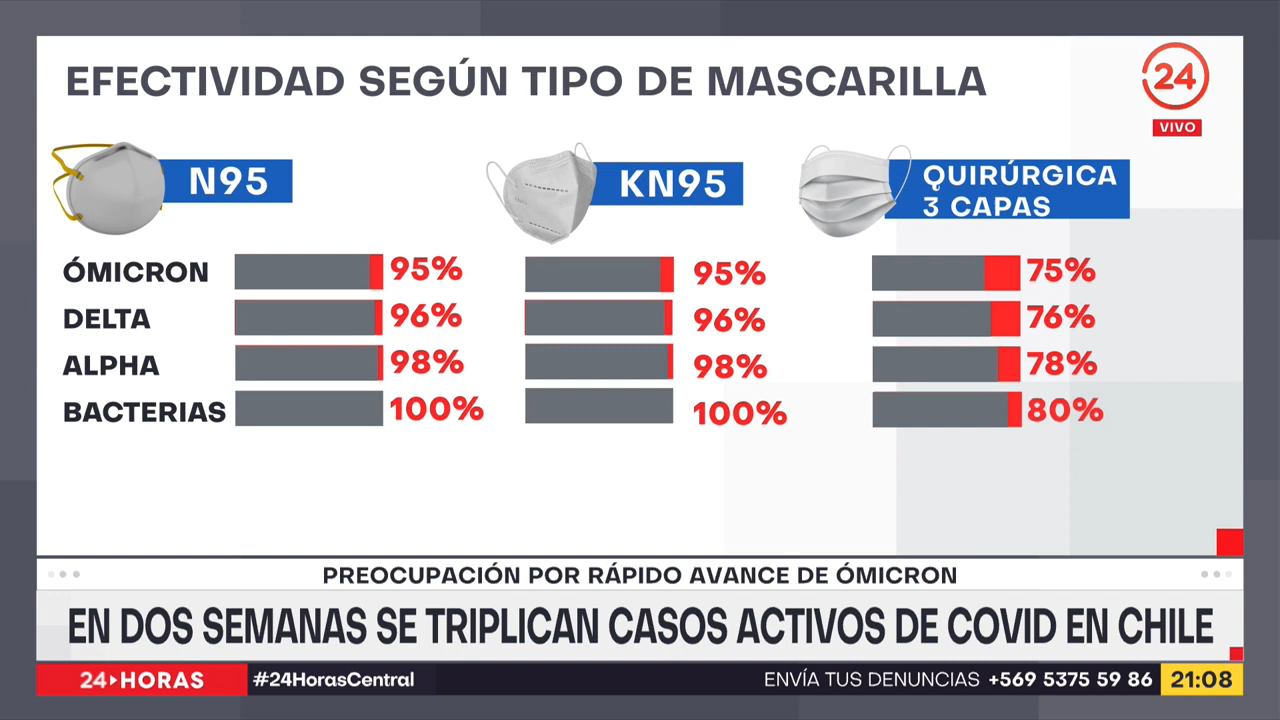 EFECTIVIDAD SEGÚN TIPO DE MASCARILLA
24
VIVO
N95
KN95
QUIRÚRGICA
3 CAPAS
ÓMICRON 95% 95% 75%
DELTA 96% 96% 76%
ALPHA 98% 98% 78%
BACTERIAS 100% 100% 80%
PREOCUPACIÓN POR RÁPIDO AVANCE DE ÓMICRON
EN DOS SEMANAS SE TRIPLICAN CASOS ACTIVOS DE COVID EN CHILE
24 HORAS #24HorasCentral ENVÍA TUS DENUNCIAS +569 5375 59 86 21:08